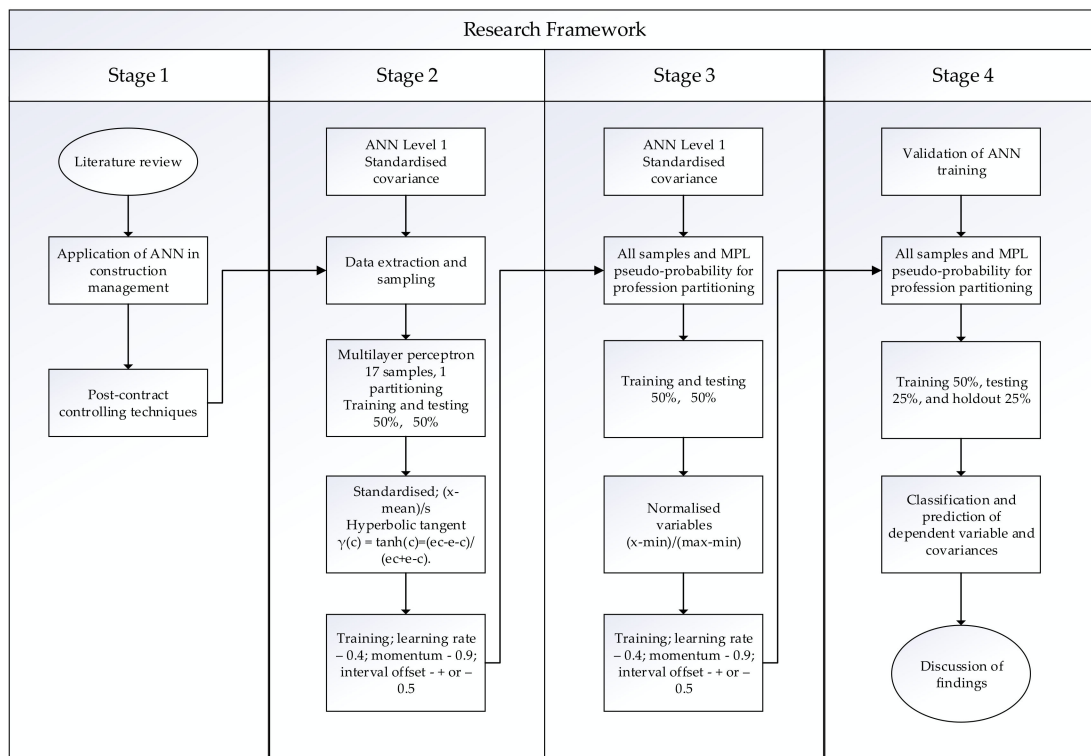 Research Framework
Stage 1
Stage 2
Stage 3
Stage 4
Literature review
Application of ANN in
construction
management
Post-contract
controlling techniques
ANN Level 1
Standardised
covariance
Data extraction and
sampling
Multilayer perceptron
17 samples, 1
partitioning
Training and testing
50%, 50%
Standardised; (x-
mean)/s
Hyperbolic tangent
γ(c) = tanh(c)=(ec-e-c)/
(ec+e-c).
Training; learning rate
– 0.4; momentum - 0.9;
interval offset - + or –
0.5
ANN Level 1
Standardised
covariance
All samples and MPL
pseudo-probability for
profession partitioning
Training and testing
50%, 50%
Normalised
variables
(x-min)/(max-min)
Training; learning rate
– 0.4; momentum - 0.9;
interval offset - + or –
0.5
Validation of ANN
training
All samples and MPL
pseudo-probability for
profession partitioning
Training 50%, testing
25%, and holdout 25%
Classification and
prediction of
dependent variable and
covariances
Discussion of
findings